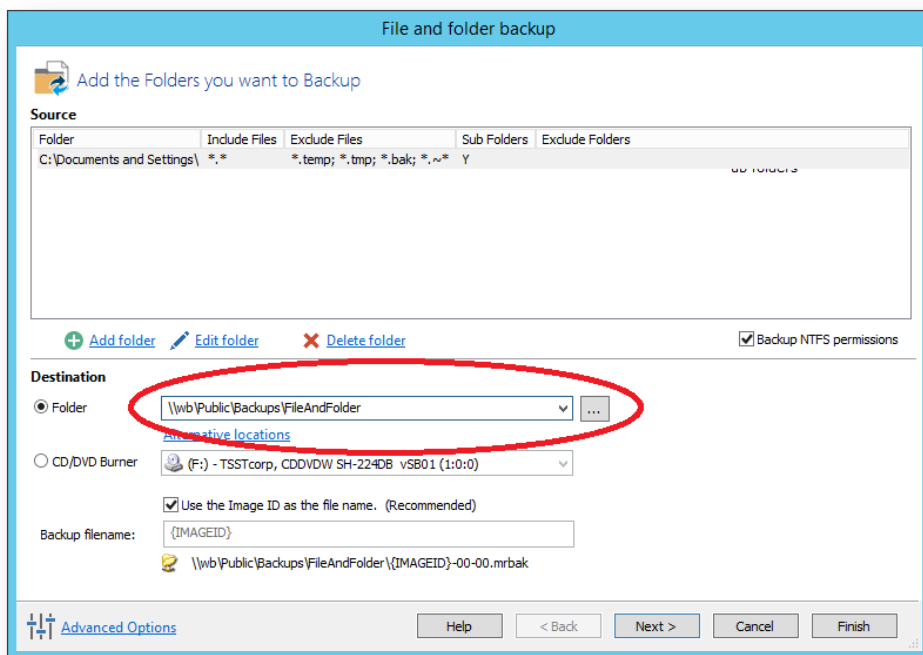 File and folder backup
Add the Folders you want to Backup
Source
Folder Include Files Exclude Files Sub Folders Exclude Folders
C:\Documents and Settings\ *.* *.temp; *.tmp; *.bak; *.~* Y
ub folders
Add folder Edit folder Delete folder Backup NTFS permissions
Destination
Folder \\wb\Public\Backups\FileAndFolder ...
Alternative locations
CD/DVD Burner (F:) - TSSTcorp, CDDVDW SH-224DB vSB01 (1:0:0)
Use the Image ID as the file name. (Recommended)
Backup filename: {IMAGEID}
\\wb\Public\Backups\FileAndFolder\{IMAGEID}-00-00.mrbak
Advanced Options Help < Back Next > Cancel Finish